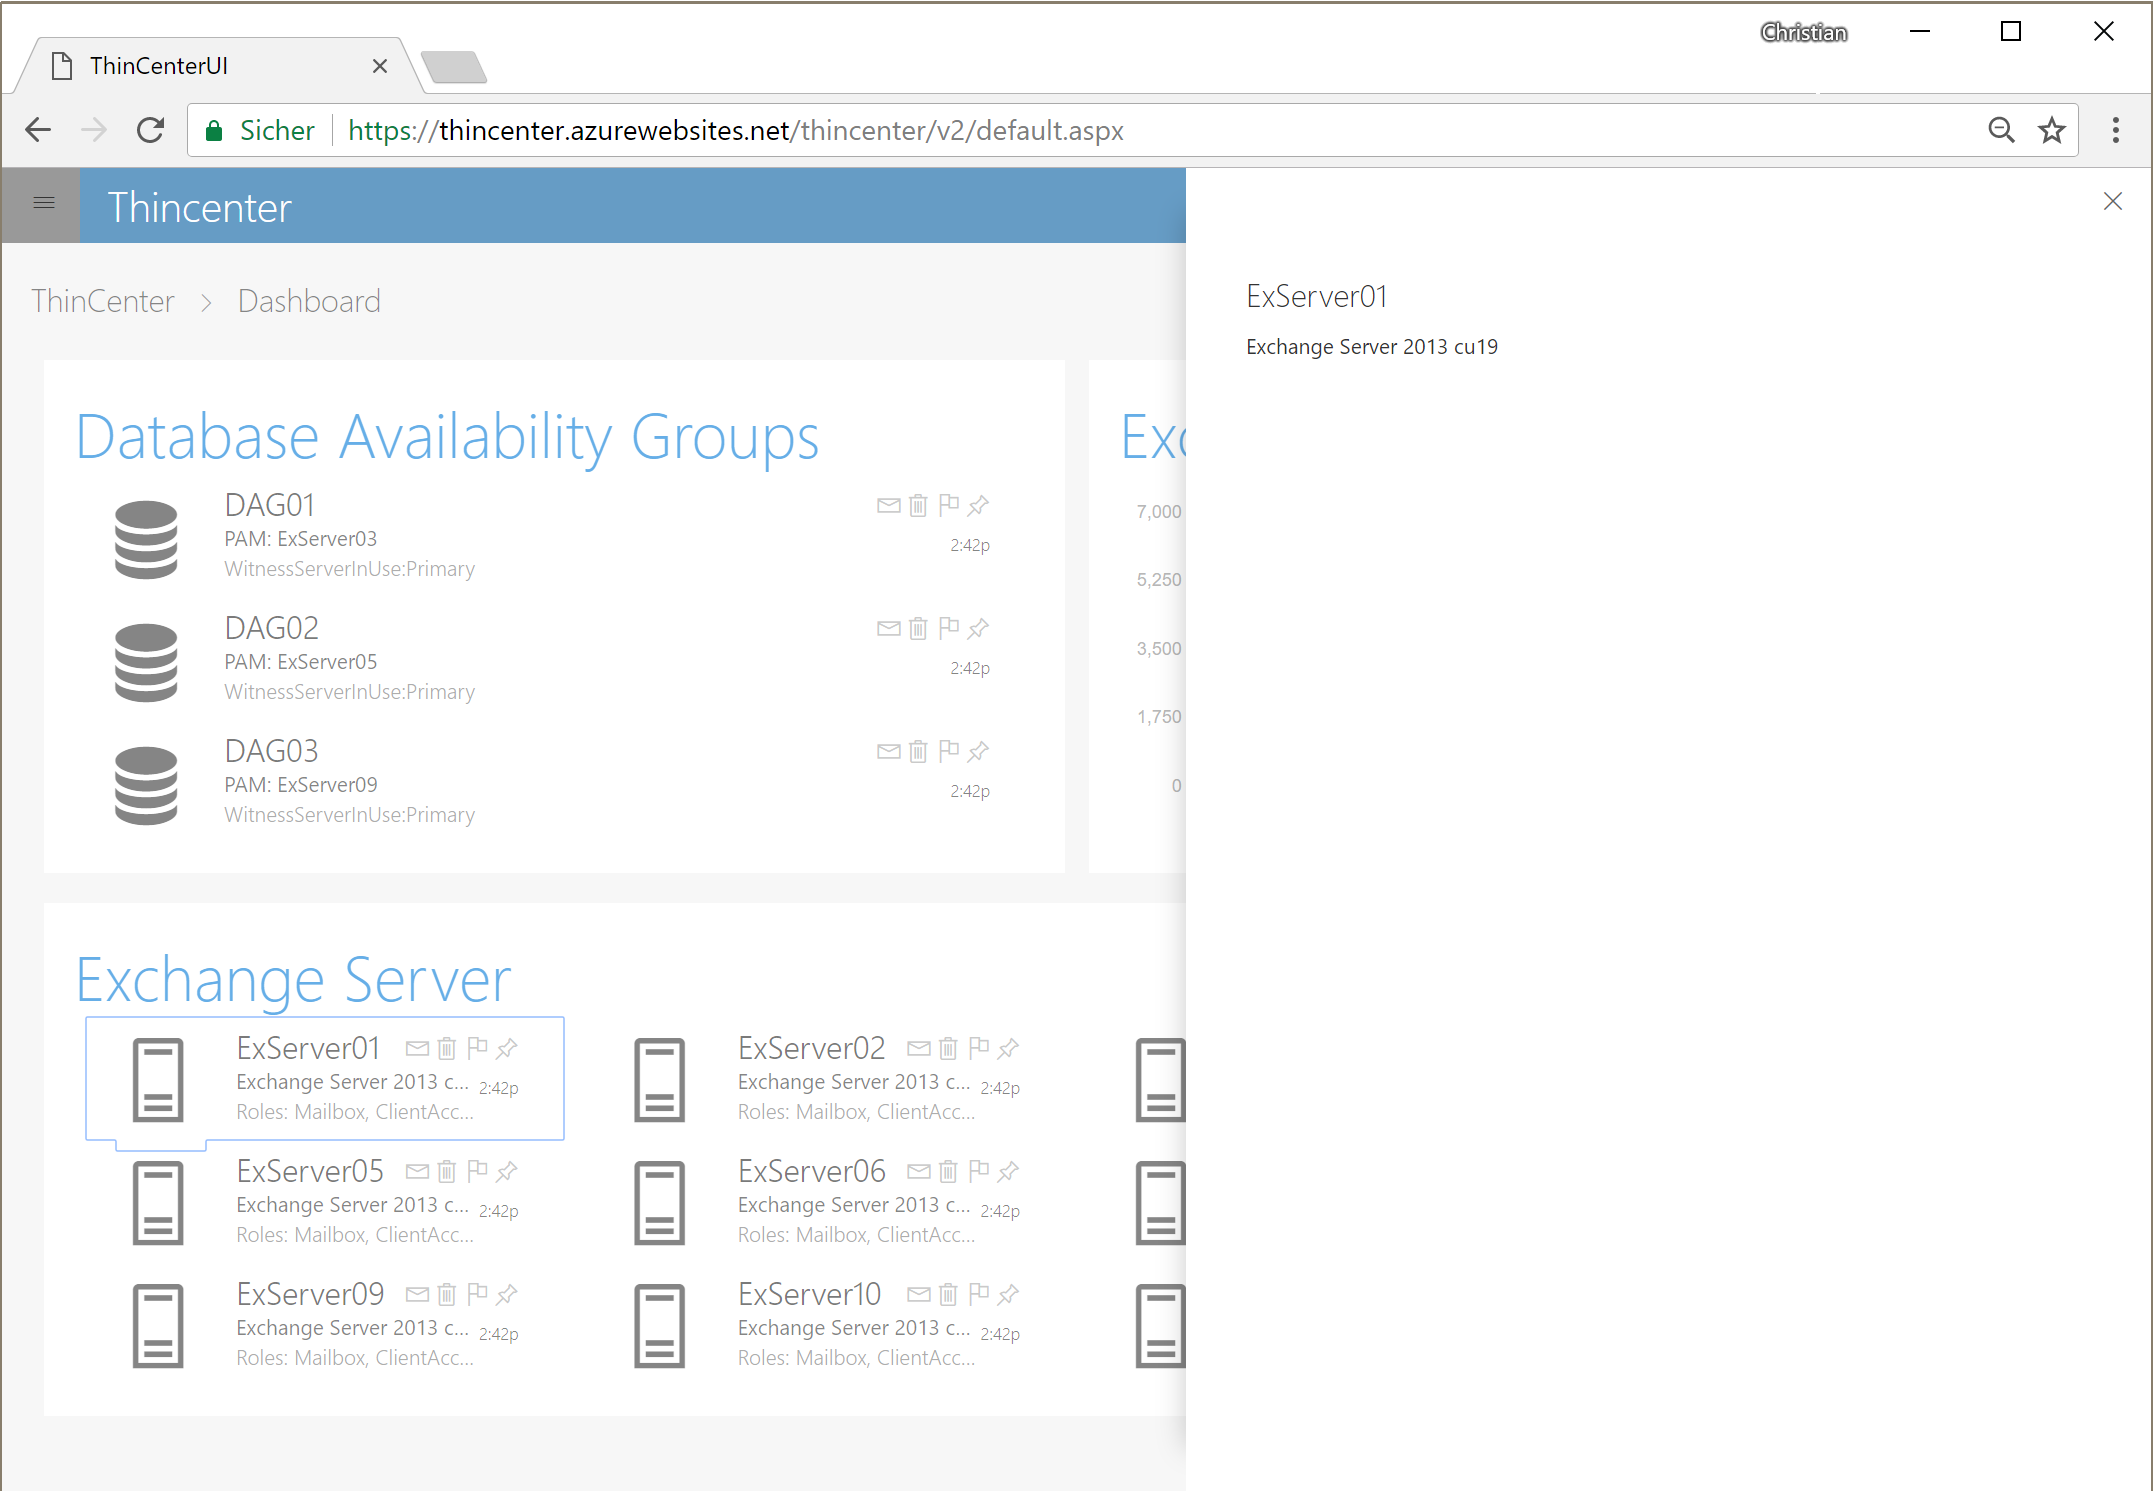 Christian
ThinCenterUI
Sicher https://thincenter.azurewebsites.net/thincenter/v2/default.aspx
Thincenter
ThinCenter Dashboard
Database Availability Groups
DAG01
PAM: ExServer03
2:42p
WitnessServerInUse:Primary
DAG02
PAM: ExServer05
2:42p
WitnessServerInUse:Primary
DAG03
PAM: ExServer09
2:42p
WitnessServerInUse:Primary
7,000
5,250
3,500
1,750
0
Exchange Server
ExServer01
Exchange Server 2013 c... 2:42p
Roles: Mailbox, ClientAcc...
ExServer02
Exchange Server 2013 c... 2:42p
Roles: Mailbox, ClientAcc...
ExServer05
Exchange Server 2013 c... 2:42p
Roles: Mailbox, ClientAcc...
ExServer06
Exchange Server 2013 c... 2:42p
Roles: Mailbox, ClientAcc...
ExServer09
Exchange Server 2013 c... 2:42p
Roles: Mailbox, ClientAcc...
ExServer10
Exchange Server 2013 c... 2:42p
Roles: Mailbox, ClientAcc...
ExServer01
Exchange Server 2013 cu19